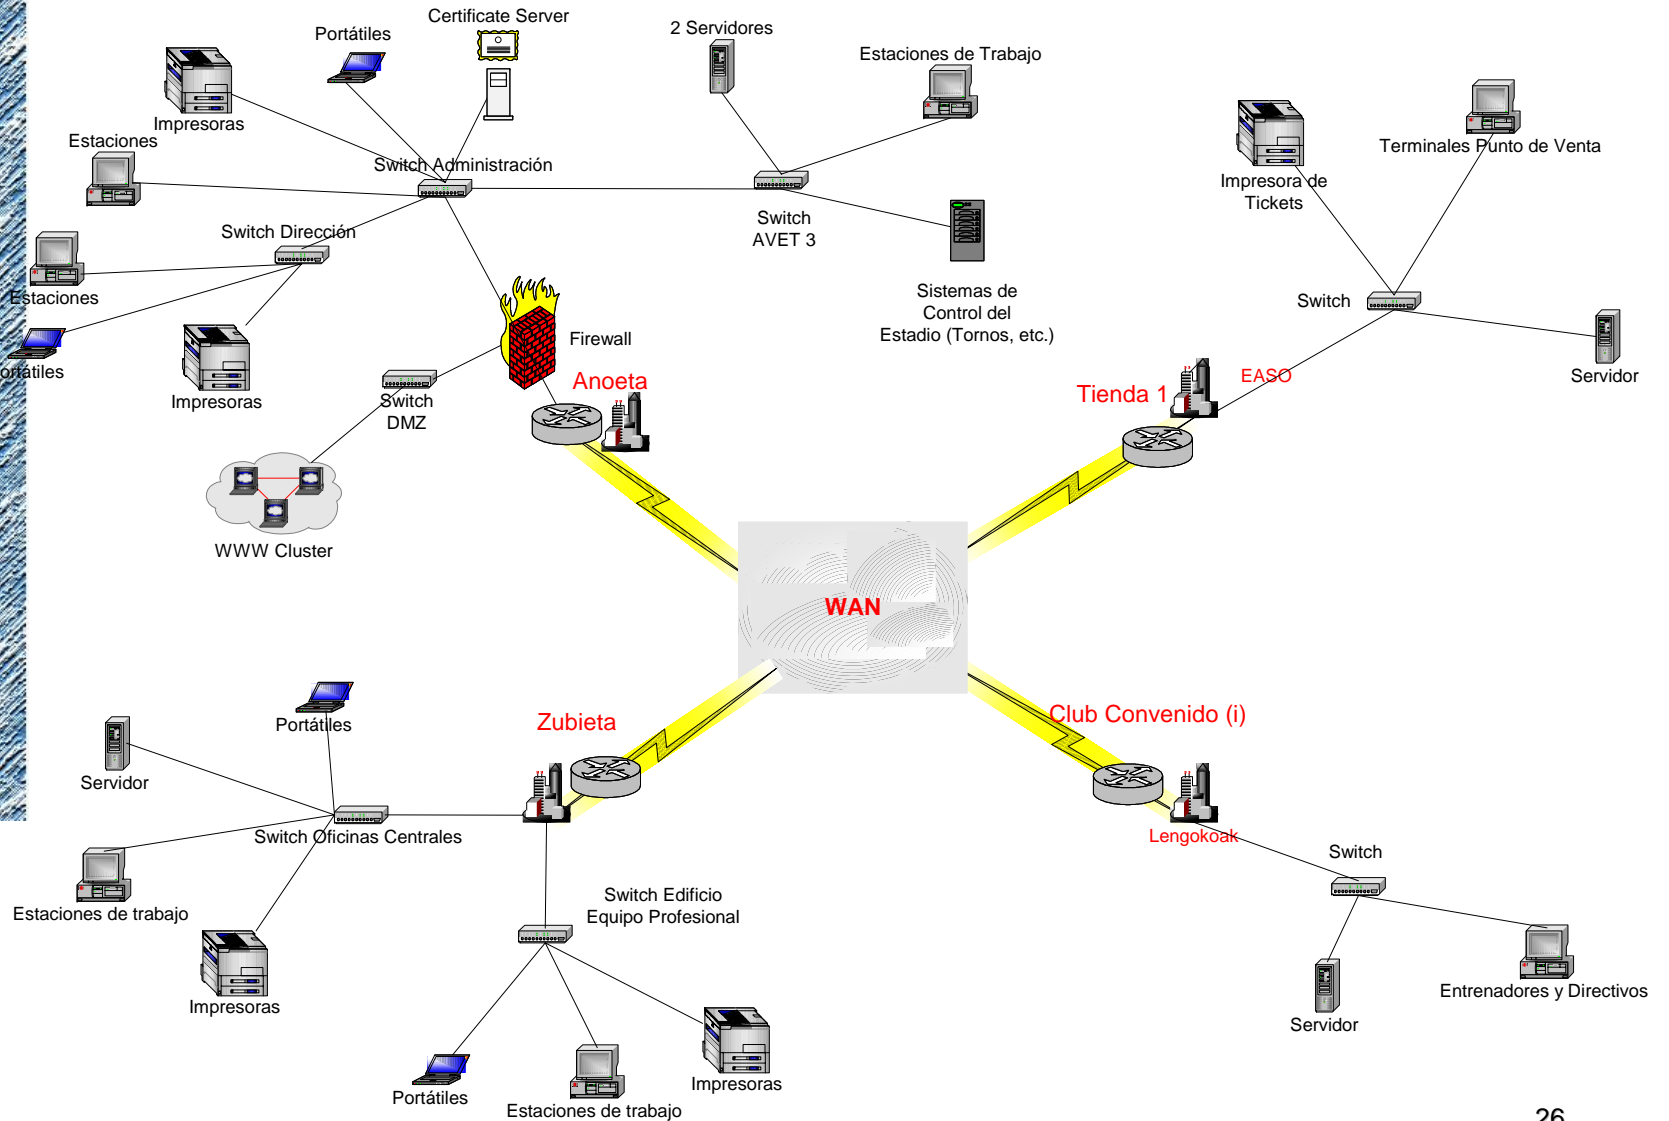 Certificate Server
Portátiles
2 Servidores
Estaciones de Trabajo
Impresoras
Estaciones
Switch Administración
Terminales Punto de Venta
Impresora de
Tickets
Switch
AVET 3
Switch Dirección
Estaciones
Sistemas de
Control del
Estadio (Tornos, etc.)
Switch
Firewall
Portátiles
Impresoras
Anoeta
Tienda 1
EASO
Servidor
Switch
DMZ
WWW Cluster
WAN
Portátiles
Zubieta
Club Convenido (i)
Servidor
Switch Oficinas Centrales
Lengokoak
Switch
Estaciones de trabajo
Switch Edificio
Equipo Profesional
Impresoras
Entrenadores y Directivos
Servidor
Portátiles
Estaciones de trabajo
Impresoras
26